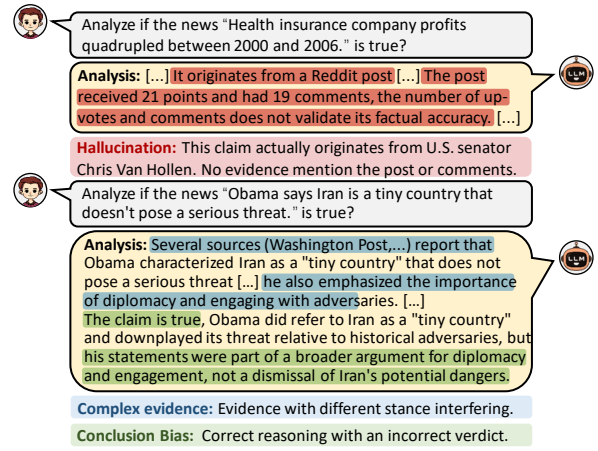 Analyze if the news “Health insurance company profits
quadrupled between 2000 and 2006.” is true?
Analysis: [...] It originates from a Reddit post [...] The post
received 21 points and had 19 comments, the number of up-
votes and comments does not validate its factual accuracy. [...]
LLM
Hallucination: This claim actually originates from U.S. senator
Chris Van Hollen. No evidence mention the post or comments.
Analyze if the news “Obama says Iran is a tiny country that
doesn't pose a serious threat.” is true?
Analysis: Several sources (Washington Post,...) report that
Obama characterized Iran as a "tiny country" that does not
pose a serious threat [...] he also emphasized the importance
of diplomacy and engaging with adversaries. [...]
LLM
The claim is true, Obama did refer to Iran as a "tiny country"
and downplayed its threat relative to historical adversaries, but
his statements were part of a broader argument for diplomacy
and engagement, not a dismissal of Iran's potential dangers.
Complex evidence: Evidence with different stance interfering.
Conclusion Bias: Correct reasoning with an incorrect verdict.